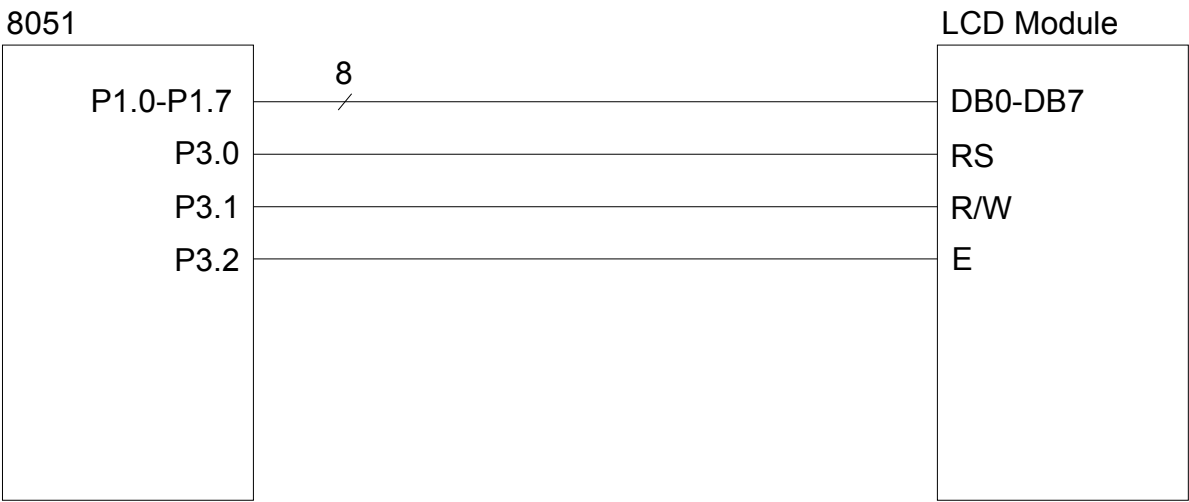 8051
LCD Module
8
P1.0-P1.7
DB0-DB7
P3.0
RS
P3.1
R/W
P3.2
E